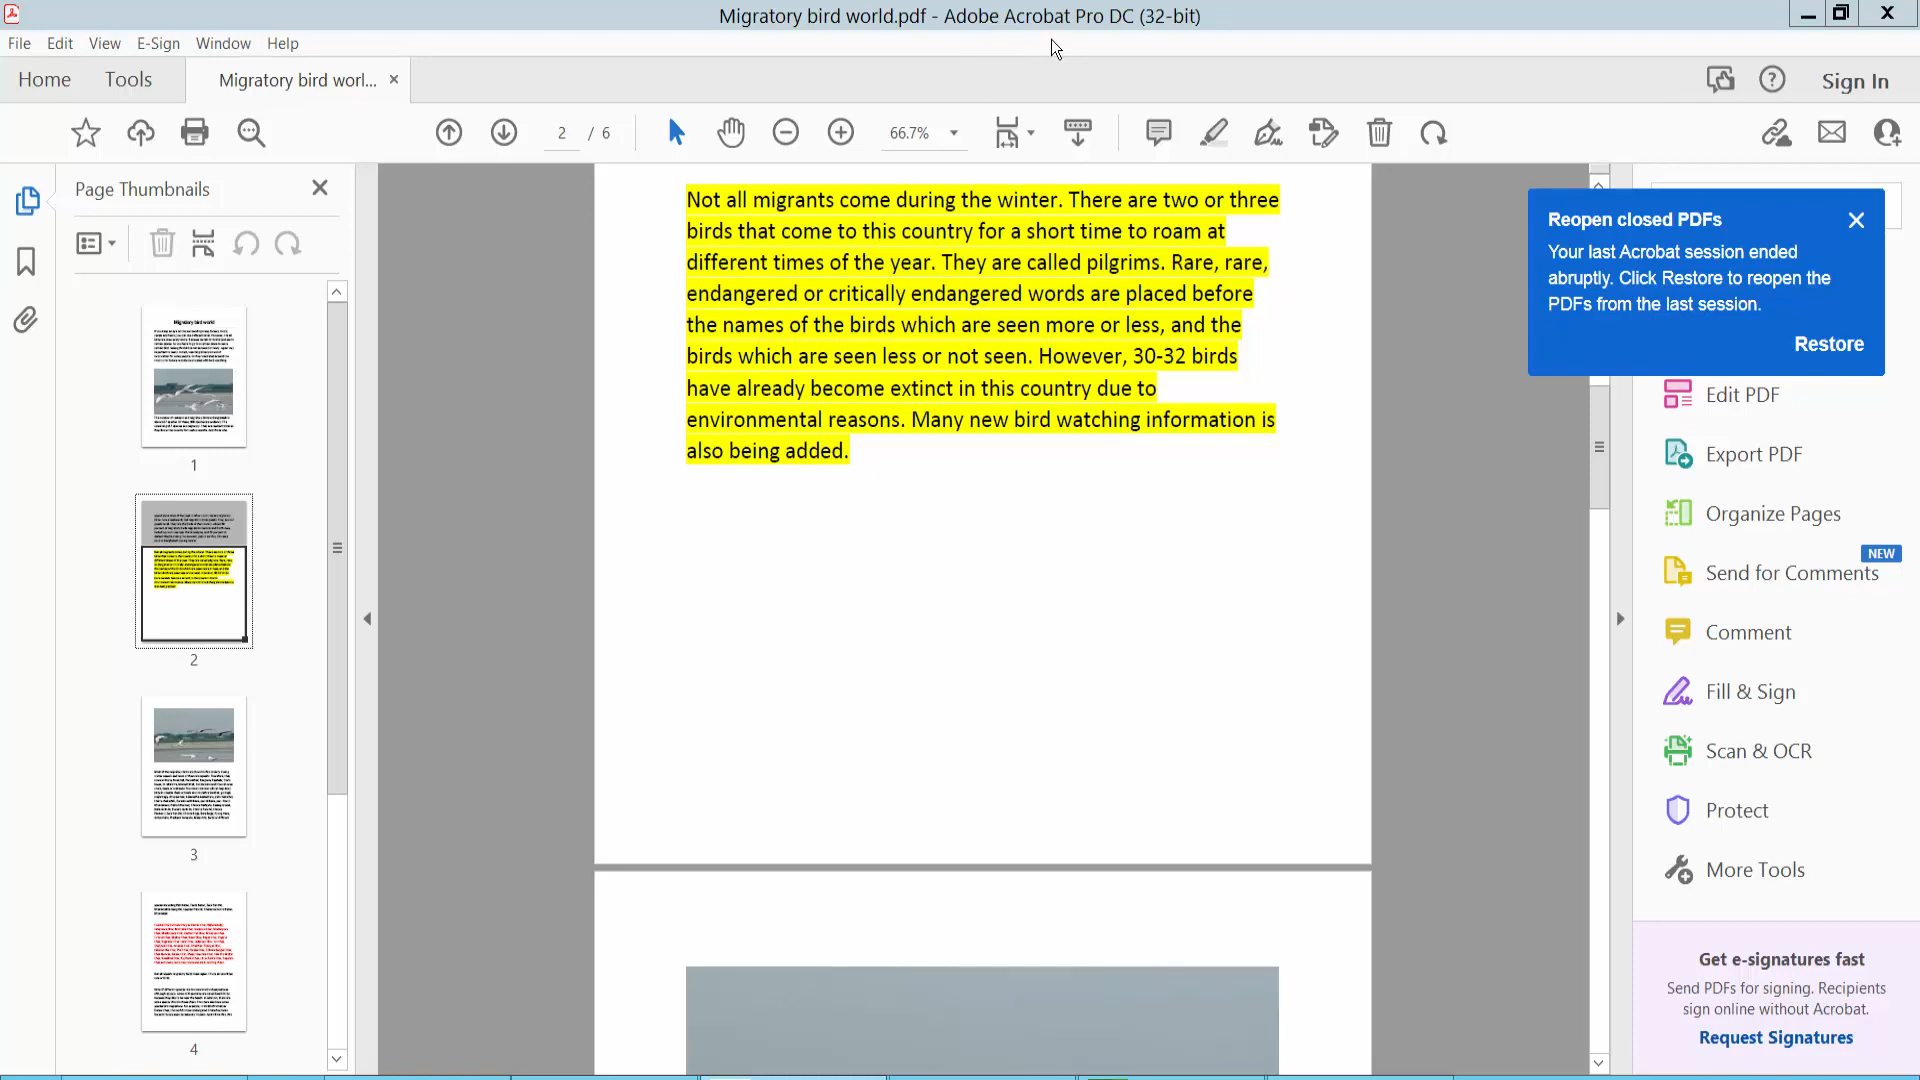 Migratory bird world.pdf - Adobe Acrobat Pro DC (32-bit)
File Edit View E-Sign Window Help
Home Tools Migratory bird worl... Sign In
2 / 6 66.7%
Page Thumbnails
Migratory bird world
1
2
3
4
Not all migrants come during the winter. There are two or three
birds that come to this country for a short time to roam at
different times of the year. They are called pilgrims. Rare, rare,
endangered or critically endangered words are placed before
the names of the birds which are seen more or less, and the
birds which are seen less or not seen. However, 30-32 birds
have already become extinct in this country due to
environmental reasons. Many new bird watching information is
also being added.
Reopen closed PDFs
Your last Acrobat session ended
abruptly. Click Restore to reopen the
PDFs from the last session.
Restore
Edit PDF
Export PDF
Organize Pages
NEW
Send for Comments
Comment
Fill & Sign
Scan & OCR
Protect
More Tools
Get e-signatures fast
Send PDFs for signing. Recipients
sign online without Acrobat.
Request Signatures